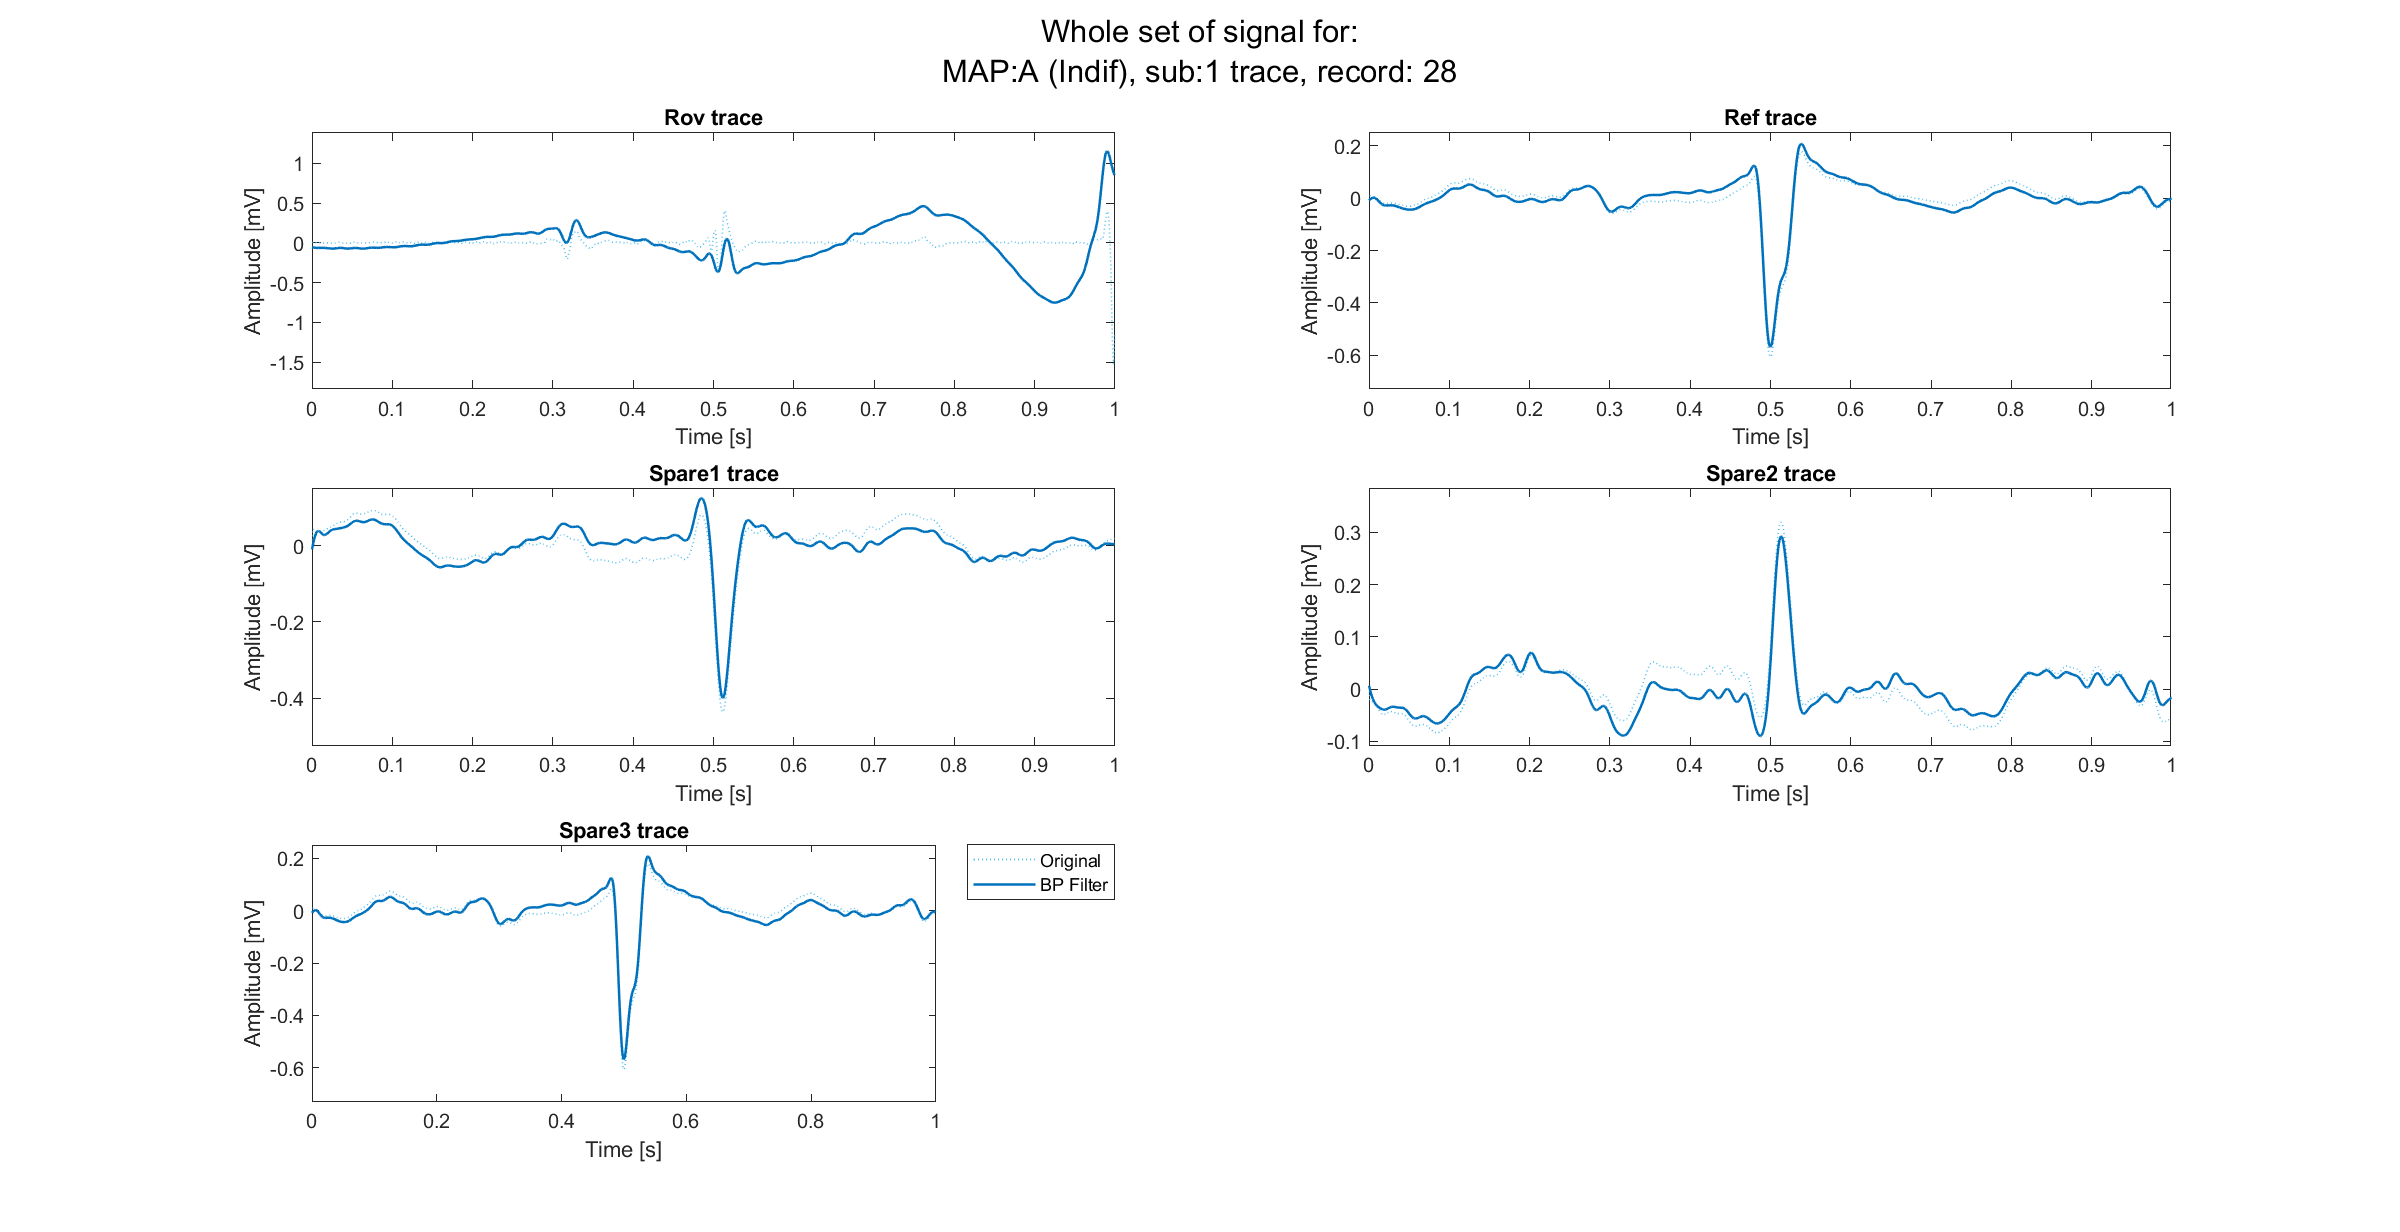 Whole set of signal for:
MAP:A (Indif), sub:1 trace, record: 28
Rov trace
Amplitude [mV]
1
0.5
0
-0.5
-1
-1.5
0 0.1 0.2 0.3 0.4 0.5 0.6 0.7 0.8 0.9 1
Time [s]
Ref trace
Amplitude [mV]
0.2
0
-0.2
-0.4
-0.6
0 0.1 0.2 0.3 0.4 0.5 0.6 0.7 0.8 0.9 1
Time [s]
Spare1 trace
Amplitude [mV]
0
-0.2
-0.4
0 0.1 0.2 0.3 0.4 0.5 0.6 0.7 0.8 0.9 1
Time [s]
Spare2 trace
Amplitude [mV]
0.3
0.2
0.1
0
-0.1
0 0.1 0.2 0.3 0.4 0.5 0.6 0.7 0.8 0.9 1
Time [s]
Spare3 trace
Amplitude [mV]
0.2
0
-0.2
-0.4
-0.6
0 0.2 0.4 0.6 0.8 1
Time [s]
Original
BP Filter